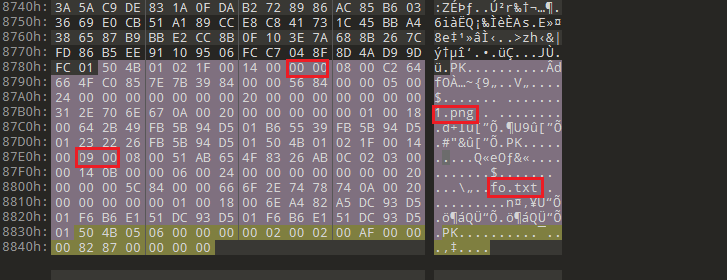 8740h: 3A 5A C9 DE 83 1A 0F DA B2 72 89 86 AC 85 B6 03 :ZÉÞƒ..Ú²r‰†¬…¶.
8750h: 36 69 E0 CB 51 A1 89 CC E8 C8 41 73 1C 45 BB A4 6iàËQ¡‰ÌèÈAs.E»¤
8760h: 38 65 87 B9 BB E2 CC 8B 0F 10 3E 7A 68 8B 26 7C 8e‡¹»âÌ‹..>zh‹&|
8770h: FD 86 B5 EE 91 10 95 06 FC C7 04 8F 8D 4A D9 9D ý†µî‘.•.üÇ...JÙ.
8780h: FC 01 50 4B 01 02 1F 00 14 00 00 00 08 00 C2 64 ü.PK..........Âd
8790h: 66 4F C0 85 7E 7B 39 84 00 00 56 84 00 00 05 00 fOÀ…~{9„..V„....
87A0h: 24 00 00 00 00 00 00 00 20 00 00 00 00 00 00 00 $....... .......
87B0h: 31 2E 70 6E 67 0A 00 20 00 00 00 00 00 01 00 18 1.png.. ........
87C0h: 00 64 2B 49 FB 5B 94 D5 01 B6 55 39 FB 5B 94 D5 .d+Iû[”Õ.¶U9û[”Õ
87D0h: 01 23 22 26 FB 5B 94 D5 01 50 4B 01 02 1F 00 14 .#"&û[”Õ.PK.....
87E0h: 00 09 00 08 00 51 AB 65 4F 83 26 AB 0C 02 03 00 .....Q«eOƒ&«....
87F0h: 00 14 0B 00 00 06 00 24 00 00 00 00 00 00 00 20 .......$.......
8800h: 00 00 00 5C 84 00 00 66 6F 2E 74 78 74 0A 00 20 ...\„..fo.txt..
8810h: 00 00 00 00 00 01 00 18 00 6E A4 82 A5 DC 93 D5 .........n¤‚¥Ü“Õ
8820h: 01 F6 B6 E1 51 DC 93 D5 01 F6 B6 E1 51 DC 93 D5 .ö¶áQÜ“Õ.ö¶áQÜ“Õ
8830h: 01 50 4B 05 06 00 00 00 00 02 00 02 00 AF 00 00 .PK..........¯..
8840h: 00 82 87 00 00 00 00 .‚‡....